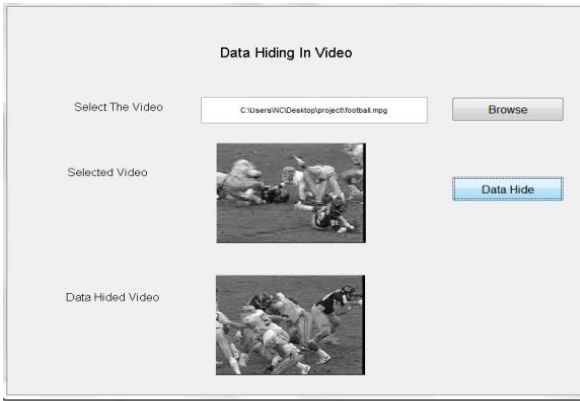 Data Hiding In Video
Select The Video
C:\Users\NC\Desktop\project\football.mpg
Browse
Selected Video
Data Hide
Data Hided Video